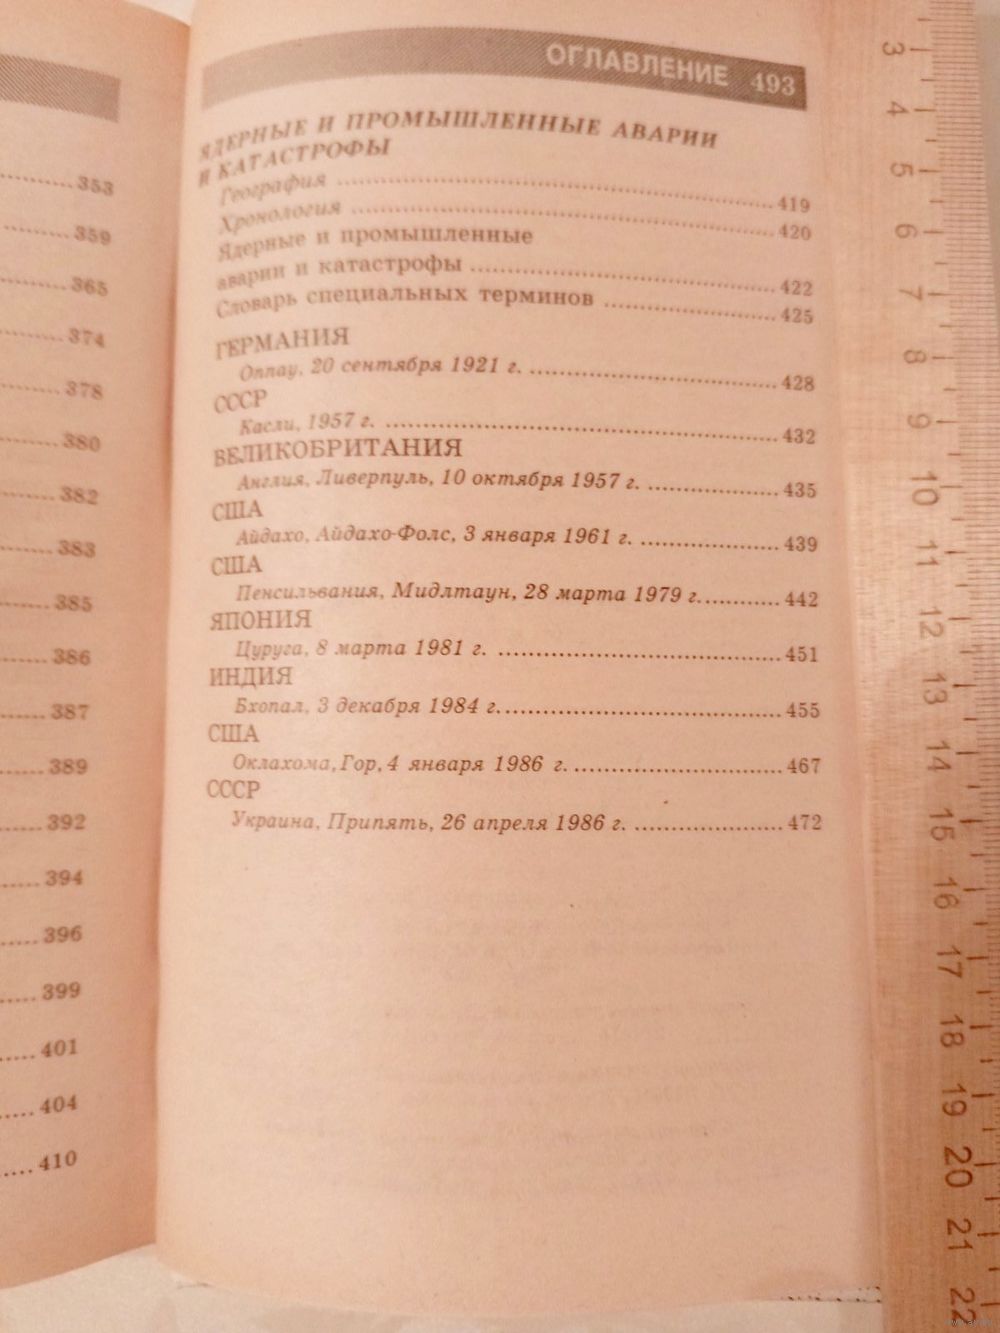 353
359
365
374
378
380
382
383
385
386
387
389
392
394
396
399
401
404
410
ОГЛАВЛЕНИЕ 493
ЯДЕРНЫЕ И ПРОМЫШЛЕННЫЕ АВАРИИ
И КАТАСТРОФЫ
География 419
Хронология 420
Ядерные и промышленные
аварии и катастрофы 422
Словарь специальных терминов 425
ГЕРМАНИЯ
Оппау, 20 сентября 1921 г. 428
СССР
Касли, 1957 г. 432
ВЕЛИКОБРИТАНИЯ
Англия, Ливерпуль, 10 октября 1957 г. 435
США
Айдахо, Айдахо-Фолс, 3 января 1961 г. 439
США
Пенсильвания, Мидлтаун, 28 марта 1979 г. 442
ЯПОНИЯ
Цуруга, 8 марта 1981 г. 451
ИНДИЯ
Бхопал, 3 декабря 1984 г. 455
США
Оклахома, Гор, 4 января 1986 г. 467
СССР
Украина, Припять, 26 апреля 1986 г. 472
3
4
5
6
7
8
9
10
11
12
13
14
15
16
17
18
19
20
21
22